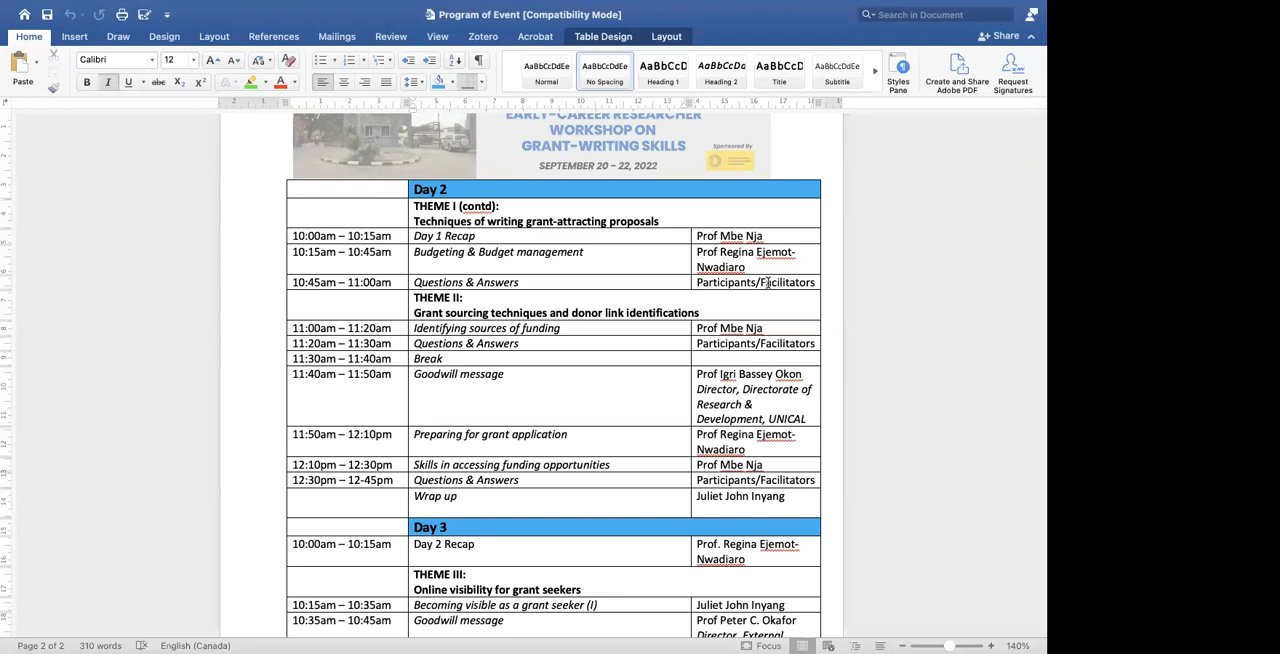 Program of Event [Compatibility Mode]
Search in Document
Home Insert Draw Design Layout References Mailings Review View Zotero Acrobat Table Design Layout Share
Paste
Calibri 12
AaBbCcDdEe AaBbCcDdEe AaBbCcD AaBbCcDd AaBbCcD AaBbCcDdEe
Normal No Spacing Heading 1 Heading 2 Title Subtitle
Styles Pane
Create and Share Adobe PDF
Request Signatures
EARLY-CAREER RESEARCHER
WORKSHOP ON
GRANT-WRITING SKILLS
Sponsored By
SEPTEMBER 20 – 22, 2022
Day 2
THEME I (contd):
Techniques of writing grant-attracting proposals
10:00am – 10:15am Day 1 Recap Prof Mbe Nja
10:15am – 10:45am Budgeting & Budget management Prof Regina Ejemot-
Nwadiaro
10:45am – 11:00am Questions & Answers Participants/Facilitators
THEME II:
Grant sourcing techniques and donor link identifications
11:00am – 11:20am Identifying sources of funding Prof Mbe Nja
11:20am – 11:30am Questions & Answers Participants/Facilitators
11:30am – 11:40am Break
11:40am – 11:50am Goodwill message Prof Igri Bassey Okon
Director, Directorate of
Research &
Development, UNICAL
11:50am – 12:10pm Preparing for grant application Prof Regina Ejemot-
Nwadiaro
12:10pm – 12:30pm Skills in accessing funding opportunities Prof Mbe Nja
12:30pm – 12-45pm Questions & Answers Participants/Facilitators
Wrap up Juliet John Inyang
Day 3
10:00am – 10:15am Day 2 Recap Prof. Regina Ejemot-
Nwadiaro
THEME III:
Online visibility for grant seekers
10:15am – 10:35am Becoming visible as a grant seeker (I) Juliet John Inyang
10:35am – 10:45am Goodwill message Prof Peter C. Okafor
Director, External
Page 2 of 2 310 words English (Canada) Focus 140%